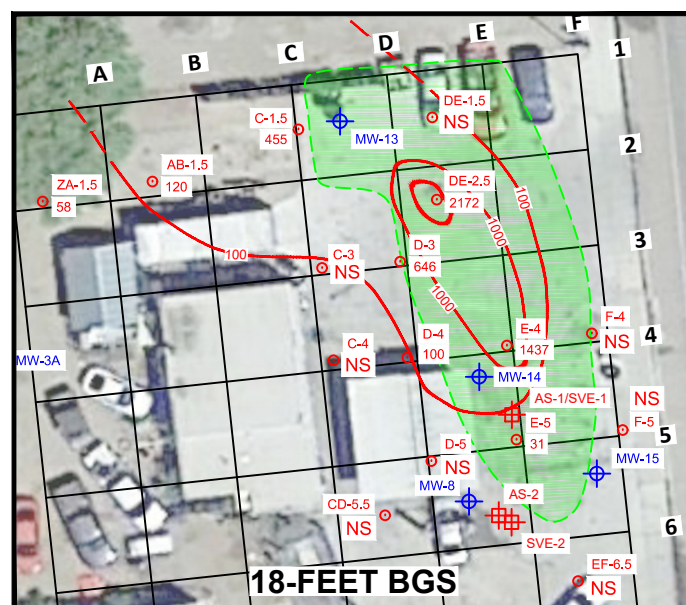 A
B
C
D
E
F
1
DE-1.5
NS
C-1.5
455
MW-13
2
AB-1.5
120
ZA-1.5
58
DE-2.5
2172
100
1000
3
100
C-3
NS
D-3
646
1000
F-4
NS
E-4
1437
4
D-4
100
C-4
NS
MW-3A
MW-14
D
AS-1/SVE-1
NS
F-5
E-5
31
5
D-5
NS
MW-15
MW-8
AS-2
CD-5.5
NS
SVE-2
6
EF-6.5
NS
18-FEET BGS